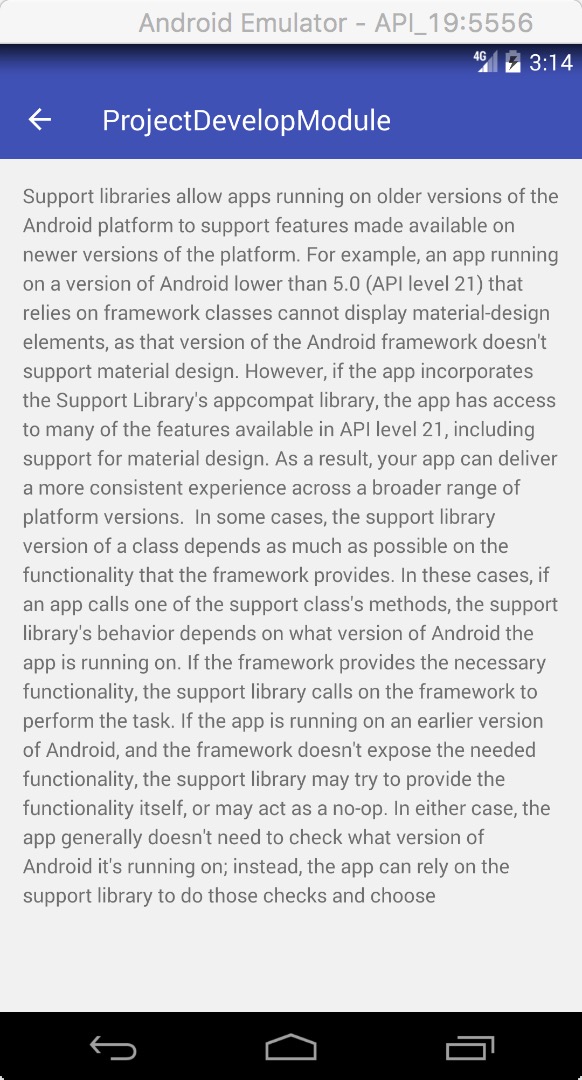 Android Emulator - API_19:5556
4G 3:14
ProjectDevelopModule
Support libraries allow apps running on older versions of the
Android platform to support features made available on
newer versions of the platform. For example, an app running
on a version of Android lower than 5.0 (API level 21) that
relies on framework classes cannot display material-design
elements, as that version of the Android framework doesn't
support material design. However, if the app incorporates
the Support Library's appcompat library, the app has access
to many of the features available in API level 21, including
support for material design. As a result, your app can deliver
a more consistent experience across a broader range of
platform versions.  In some cases, the support library
version of a class depends as much as possible on the
functionality that the framework provides. In these cases, if
an app calls one of the support class's methods, the support
library's behavior depends on what version of Android the
app is running on. If the framework provides the necessary
functionality, the support library calls on the framework to
perform the task. If the app is running on an earlier version
of Android, and the framework doesn't expose the needed
functionality, the support library may try to provide the
functionality itself, or may act as a no-op. In either case, the
app generally doesn't need to check what version of
Android it's running on; instead, the app can rely on the
support library to do those checks and choose